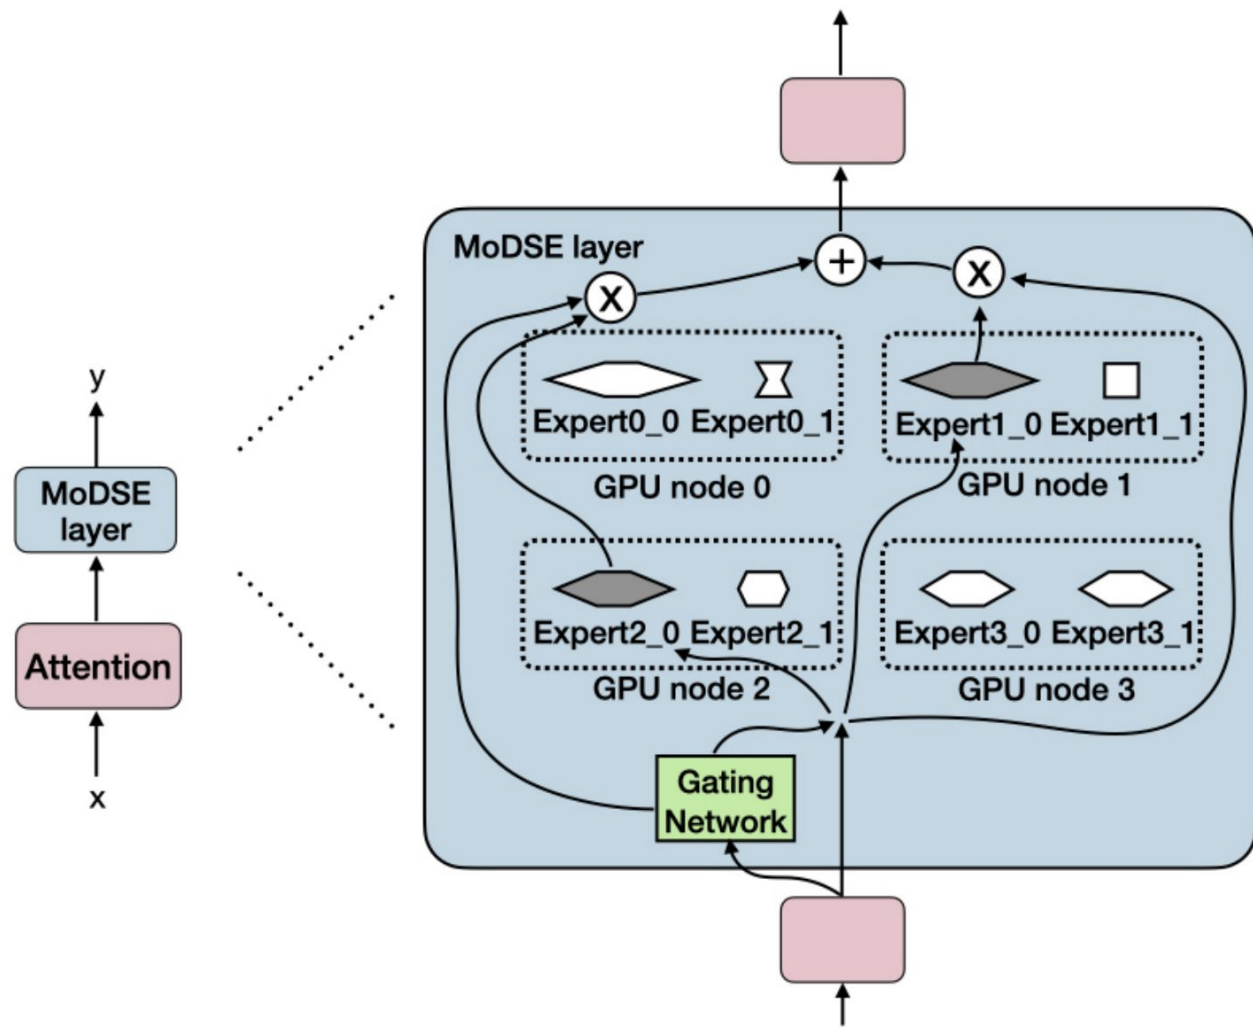 y
MoDSE
layer
Attention
x
MoDSE layer
+
X
X
Expert0_0 Expert0_1
GPU node 0
Expert1_0 Expert1_1
GPU node 1
Expert2_0 Expert2_1
GPU node 2
Expert3_0 Expert3_1
GPU node 3
Gating
Network